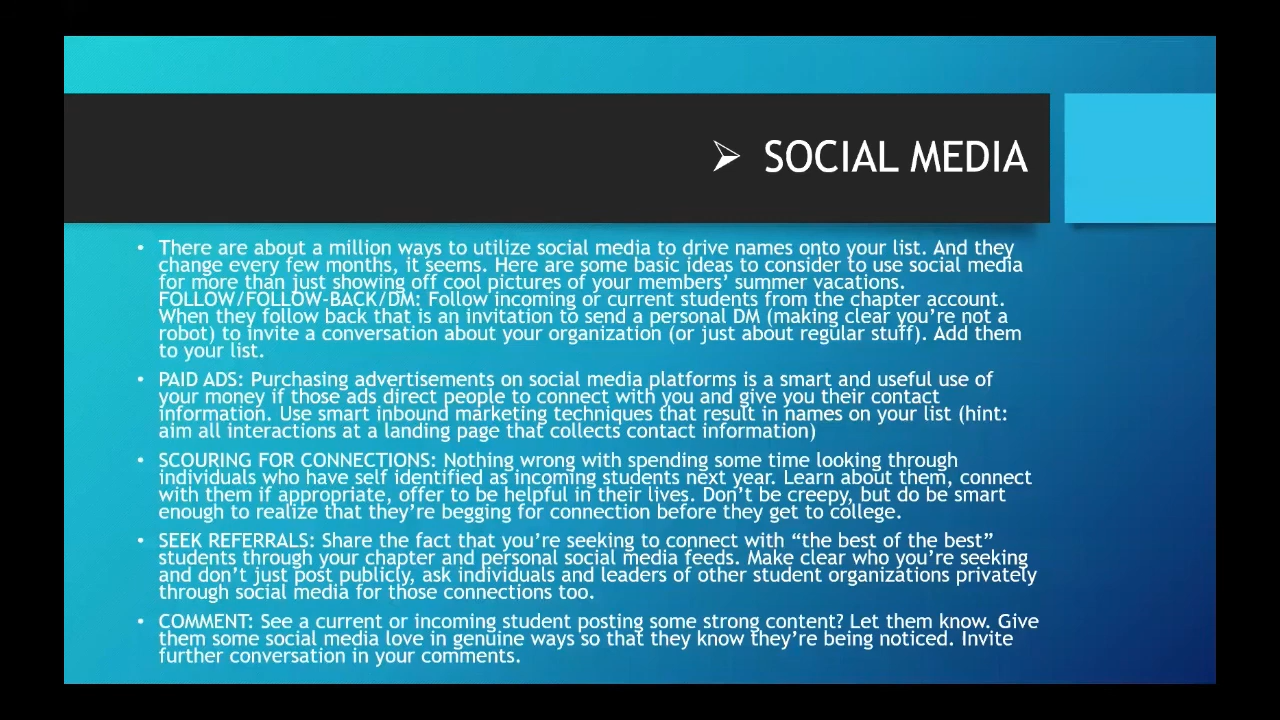 ➢ SOCIAL MEDIA
• There are about a million ways to utilize social media to drive names onto your list. And they
change every few months, it seems. Here are some basic ideas to consider to use social media
for more than just showing off cool pictures of your members’ summer vacations.
FOLLOW/FOLLOW-BACK/DM: Follow incoming or current students from the chapter account.
When they follow back that is an invitation to send a personal DM (making clear you’re not a
robot) to invite a conversation about your organization (or just about regular stuff). Add them
to your list.
• PAID ADS: Purchasing advertisements on social media platforms is a smart and useful use of
your money if those ads direct people to connect with you and give you their contact
information. Use smart inbound marketing techniques that result in names on your list (hint:
aim all interactions at a landing page that collects contact information)
• SCOURING FOR CONNECTIONS: Nothing wrong with spending some time looking through
individuals who have self identified as incoming students next year. Learn about them, connect
with them if appropriate, offer to be helpful in their lives. Don’t be creepy, but do be smart
enough to realize that they’re begging for connection before they get to college.
• SEEK REFERRALS: Share the fact that you’re seeking to connect with “the best of the best”
students through your chapter and personal social media feeds. Make clear who you’re seeking
and don’t just post publicly, ask individuals and leaders of other student organizations privately
through social media for those connections too.
• COMMENT: See a current or incoming student posting some strong content? Let them know. Give
them some social media love in genuine ways so that they know they’re being noticed. Invite
further conversation in your comments.